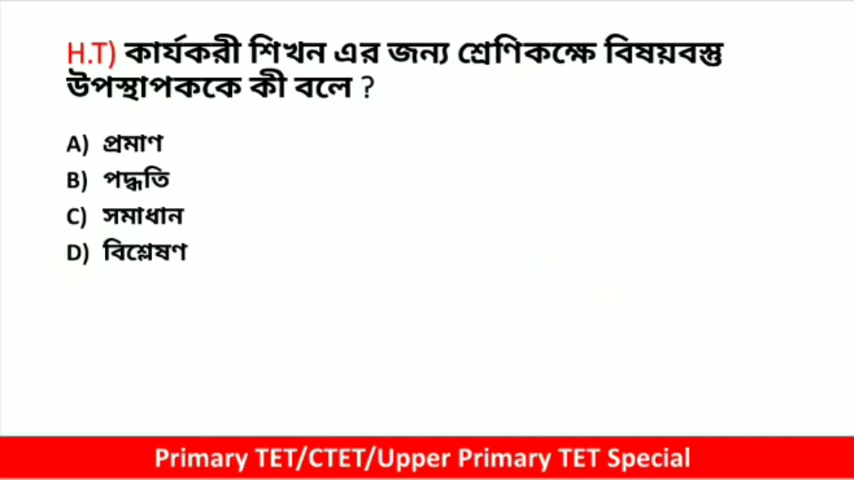 H.T) কার্যকরী শিখন এর জন্য শ্রেণিকক্ষে বিষয়বস্তু
উপস্থাপককে কী বলে ?
A) প্রমাণ
B) পদ্ধতি
C) সমাধান
D) বিশ্লেষণ
Primary TET/CTET/Upper Primary TET Special